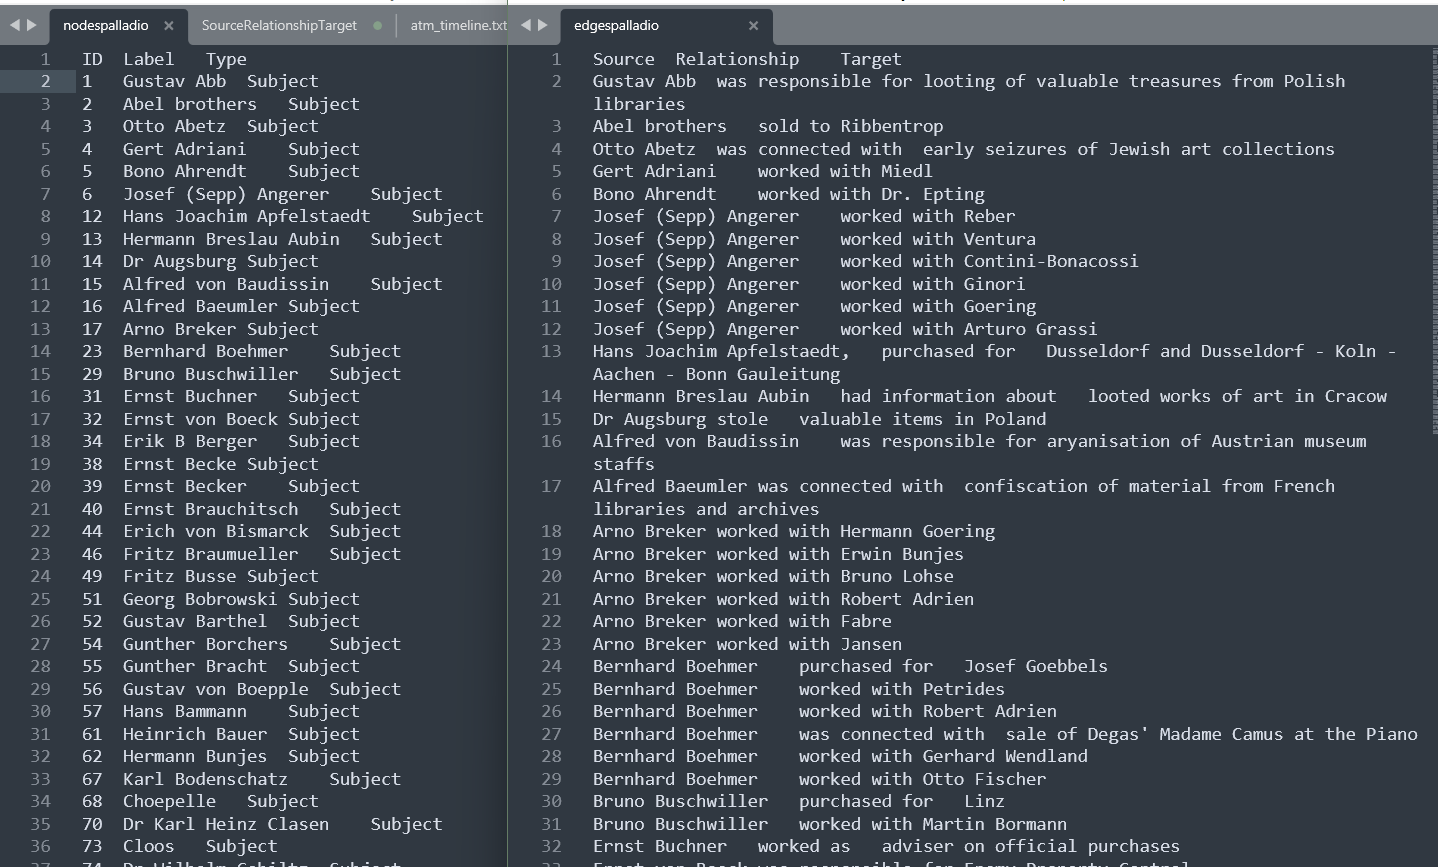 nodespalladio
SourceRelationshipTarget
atm_timeline.txt
1 ID Label Type
2 1 Gustav Abb Subject
3 2 Abel brothers Subject
4 3 Otto Abetz Subject
5 4 Gert Adriani Subject
6 5 Bono Ahrendt Subject
7 6 Josef (Sepp) Angerer Subject
8 12 Hans Joachim Apfelstaedt Subject
9 13 Hermann Breslau Aubin Subject
10 14 Dr Augsburg Subject
11 15 Alfred von Baudissin Subject
12 16 Alfred Baeumler Subject
13 17 Arno Breker Subject
14 23 Bernhard Boehmer Subject
15 29 Bruno Buschwiller Subject
16 31 Ernst Buchner Subject
17 32 Ernst von Boeck Subject
18 34 Erik B Berger Subject
19 38 Ernst Becke Subject
20 39 Ernst Becker Subject
21 40 Ernst Brauchitsch Subject
22 44 Erich von Bismarck Subject
23 46 Fritz Braumueller Subject
24 49 Fritz Busse Subject
25 51 Georg Bobrowski Subject
26 52 Gustav Barthel Subject
27 54 Gunther Borchers Subject
28 55 Gunther Bracht Subject
29 56 Gustav von Boepple Subject
30 57 Hans Bammann Subject
31 61 Heinrich Bauer Subject
32 62 Hermann Bunjes Subject
33 67 Karl Bodenschatz Subject
34 68 Choepelle Subject
35 70 Dr Karl Heinz Clasen Subject
36 73 Cloos Subject
37 74 Dr Wilhelm Schiltz Subject
edgespalladio
1 Source Relationship Target
2 Gustav Abb was responsible for looting of valuable treasures from Polish
libraries
3 Abel brothers sold to Ribbentrop
4 Otto Abetz was connected with early seizures of Jewish art collections
5 Gert Adriani worked with Miedl
6 Bono Ahrendt worked with Dr. Epting
7 Josef (Sepp) Angerer worked with Reber
8 Josef (Sepp) Angerer worked with Ventura
9 Josef (Sepp) Angerer worked with Contini-Bonacossi
10 Josef (Sepp) Angerer worked with Ginori
11 Josef (Sepp) Angerer worked with Goering
12 Josef (Sepp) Angerer worked with Arturo Grassi
13 Hans Joachim Apfelstaedt, purchased for Dusseldorf and Dusseldorf - Koln -
Aachen - Bonn Gauleitung
14 Hermann Breslau Aubin had information about looted works of art in Cracow
15 Dr Augsburg stole valuable items in Poland
16 Alfred von Baudissin was responsible for aryanisation of Austrian museum
staffs
17 Alfred Baeumler was connected with confiscation of material from French
libraries and archives
18 Arno Breker worked with Hermann Goering
19 Arno Breker worked with Erwin Bunjes
20 Arno Breker worked with Bruno Lohse
21 Arno Breker worked with Robert Adrien
22 Arno Breker worked with Fabre
23 Arno Breker worked with Jansen
24 Bernhard Boehmer purchased for Josef Goebbels
25 Bernhard Boehmer worked with Petrides
26 Bernhard Boehmer worked with Robert Adrien
27 Bernhard Boehmer was connected with sale of Degas' Madame Camus at the Piano
28 Bernhard Boehmer worked with Gerhard Wendland
29 Bernhard Boehmer worked with Otto Fischer
30 Bruno Buschwiller purchased for Linz
31 Bruno Buschwiller worked with Martin Bormann
32 Ernst Buchner worked as adviser on official purchases
33 Ernst von Boeck was responsible for Enemy Property Control